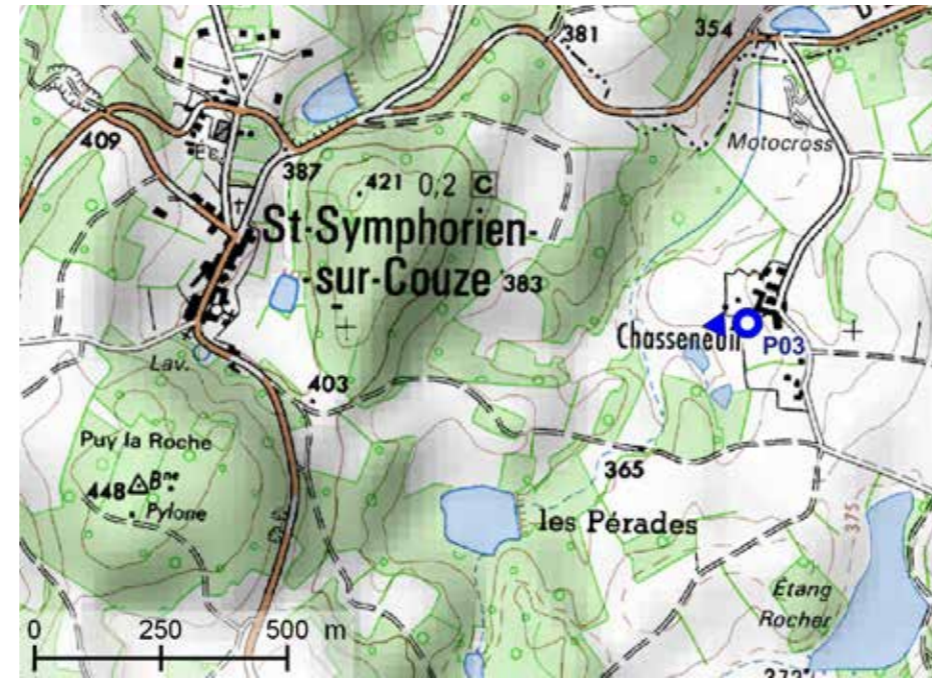 381
354
409
Motocross
387
421
0,2 C
St-Symphorien-
-sur-Couze
383
Chasseneuil
P03
Lav.
403
Puy la Roche
448
Bne
Pylone
365
les Pérades
375
Étang
Rocher
0 250 500 m